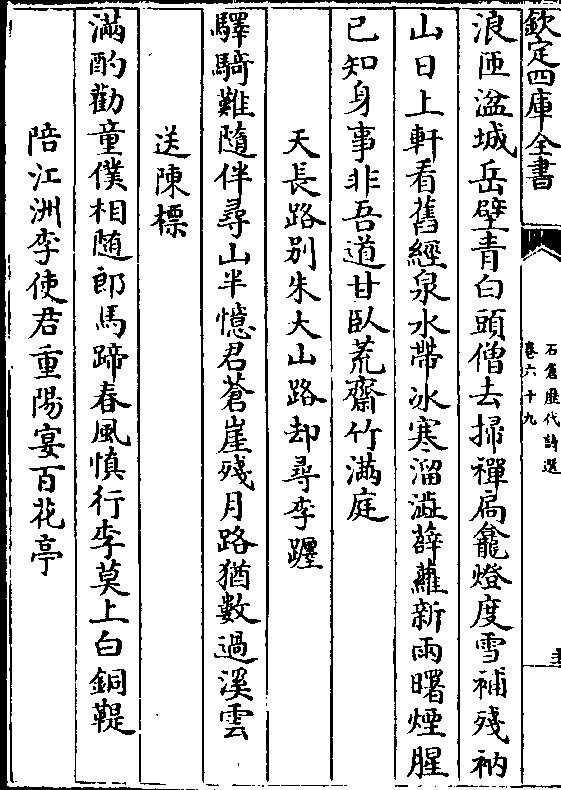 欽定四庫全書
石倉歷代詩選
卷六十九
浪匝湓城岳壁青白頭僧去掃禪扃龕燈度雪補殘衲
山日上軒看舊經泉水帶冰寒溜澁薜蘿新雨曙煙腥
已知身事非吾道甘臥荒齋竹滿庭
天長路別朱大山路却尋李躔
驛騎難隨伴尋山半憶君蒼崖殘月路猶數過溪雲
送陳標
滿酌勸童僕相随郎馬蹄春風慎行李莫上白銅鞮
陪江洲李使君重陽宴百花亭